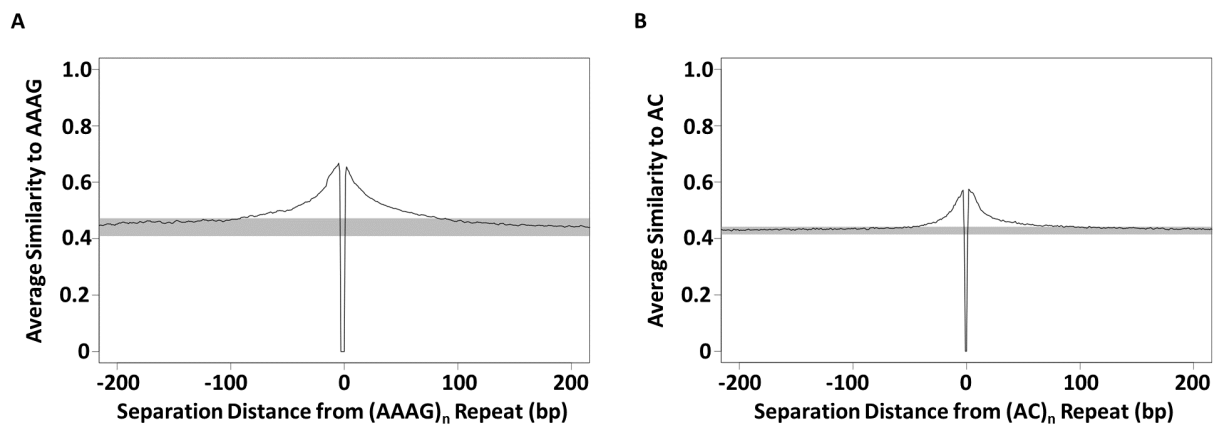 A
Average Similarity to AAAG
1.0
0.8
0.6
0.4
0.2
0
-200 -100 0 100 200
Separation Distance from (AAAG)n Repeat (bp)
B
Average Similarity to AC
1.0
0.8
0.6
0.4
0.2
0
-200 -100 0 100 200
Separation Distance from (AC)n Repeat (bp)